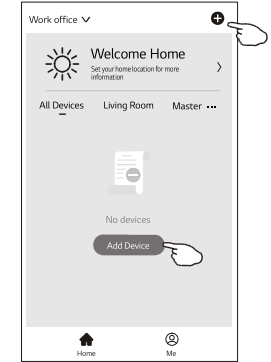 Work office
Welcome Home
Set your home location for more
information
All Devices Living Room Master
No devices
Add Device
Home Me